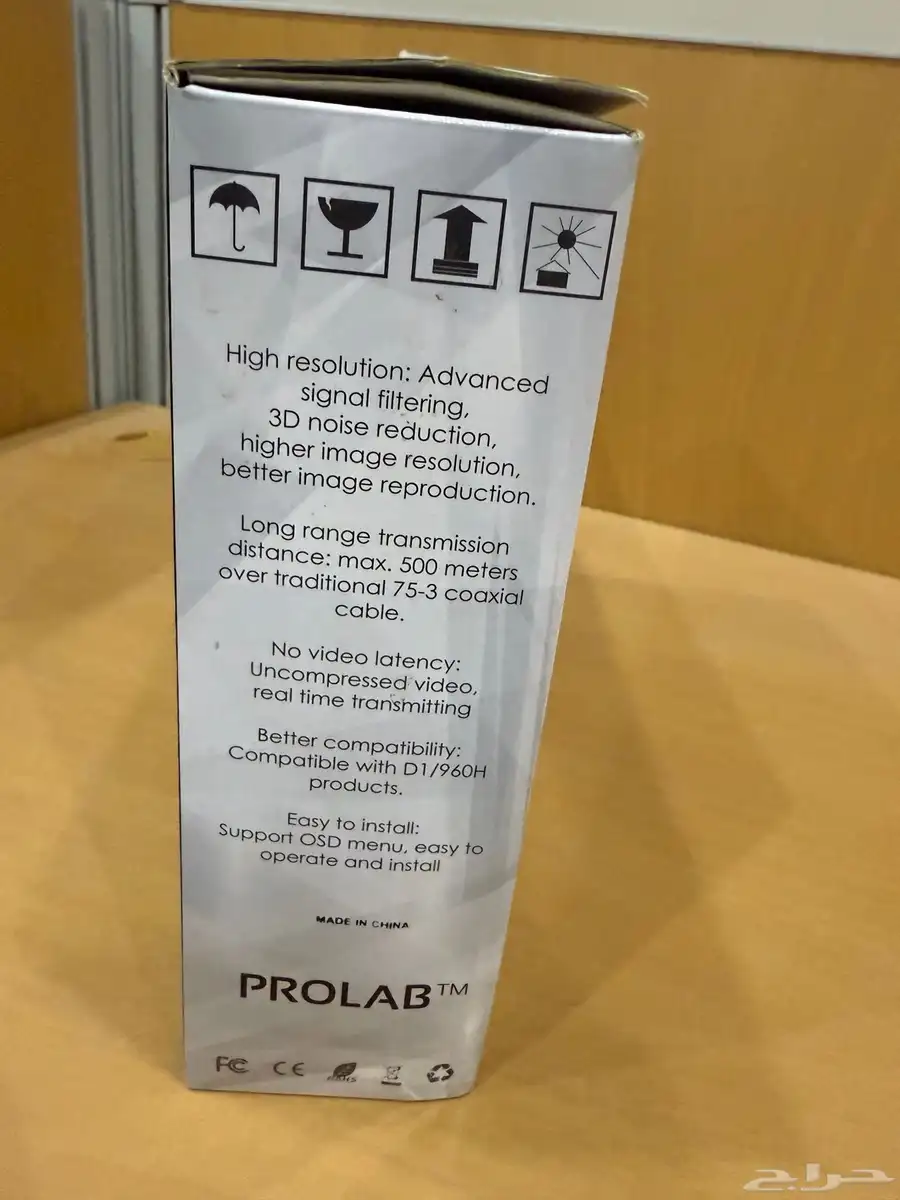 High resolution: Advanced
signal filtering,
3D noise reduction,
higher image resolution,
better image reproduction.
Long range transmission
distance: max. 500 meters
over traditional 75-3 coaxial
cable.
No video latency:
Uncompressed video,
real time transmitting
Better compatibility:
Compatible with D1/960H
products.
Easy to install:
Support OSD menu, easy to
operate and install
MADE IN CHINA
PROLAB™
FC CE RoHS
حراج